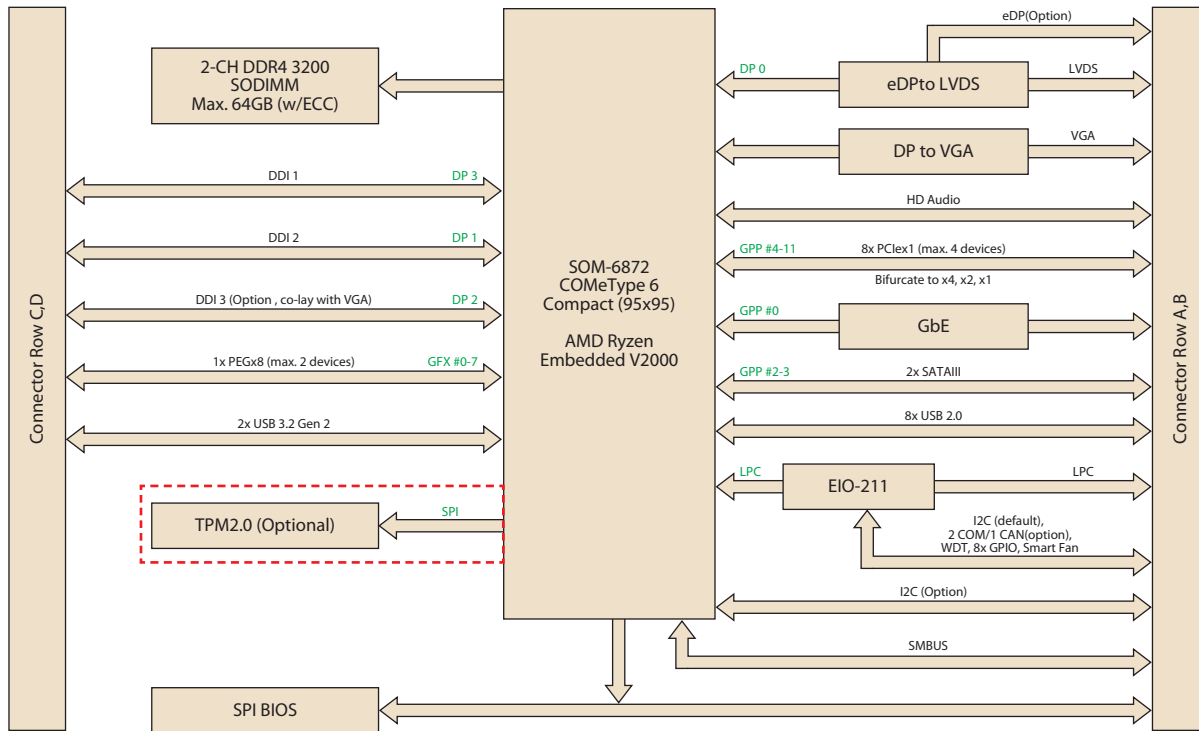 eDP(Option)
2-CH DDR4 3200
SODIMM
Max. 64GB (w/ECC)
DP 0
eDPto LVDS
LVDS
DP to VGA
VGA
DDI 1
DP 3
HD Audio
DDI 2
DP 1
GPP #4-11
8x PCIex1 (max. 4 devices)
Bifurcate to x4, x2, x1
SOM-6872
COMeType 6
Compact (95x95)
AMD Ryzen
Embedded V2000
DDI 3 (Option , co-lay with VGA)
DP 2
GPP #0
GbE
1x PEGx8 (max. 2 devices)
GFX #0-7
GPP #2-3
2x SATAIII
2x USB 3.2 Gen 2
8x USB 2.0
Connector Row C,D
Connector Row A,B
LPC
EIO-211
LPC
TPM2.0 (Optional)
SPI
I2C (default),
2 COM/1 CAN(option),
WDT, 8x GPIO, Smart Fan
I2C (Option)
SMBUS
SPI BIOS